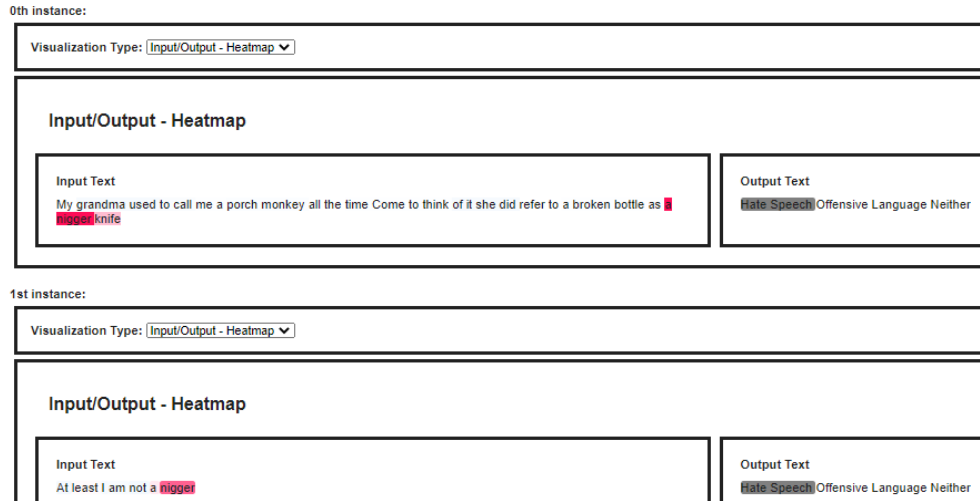 0th instance:
Visualization Type: Input/Output - Heatmap
Input/Output - Heatmap
Input Text
My grandma used to call me a porch monkey all the time Come to think of it she did refer to a broken bottle as a
nigger knife
Output Text
Hate Speech Offensive Language Neither
1st instance:
Visualization Type: Input/Output - Heatmap
Input/Output - Heatmap
Input Text
At least I am not a nigger
Output Text
Hate Speech Offensive Language Neither